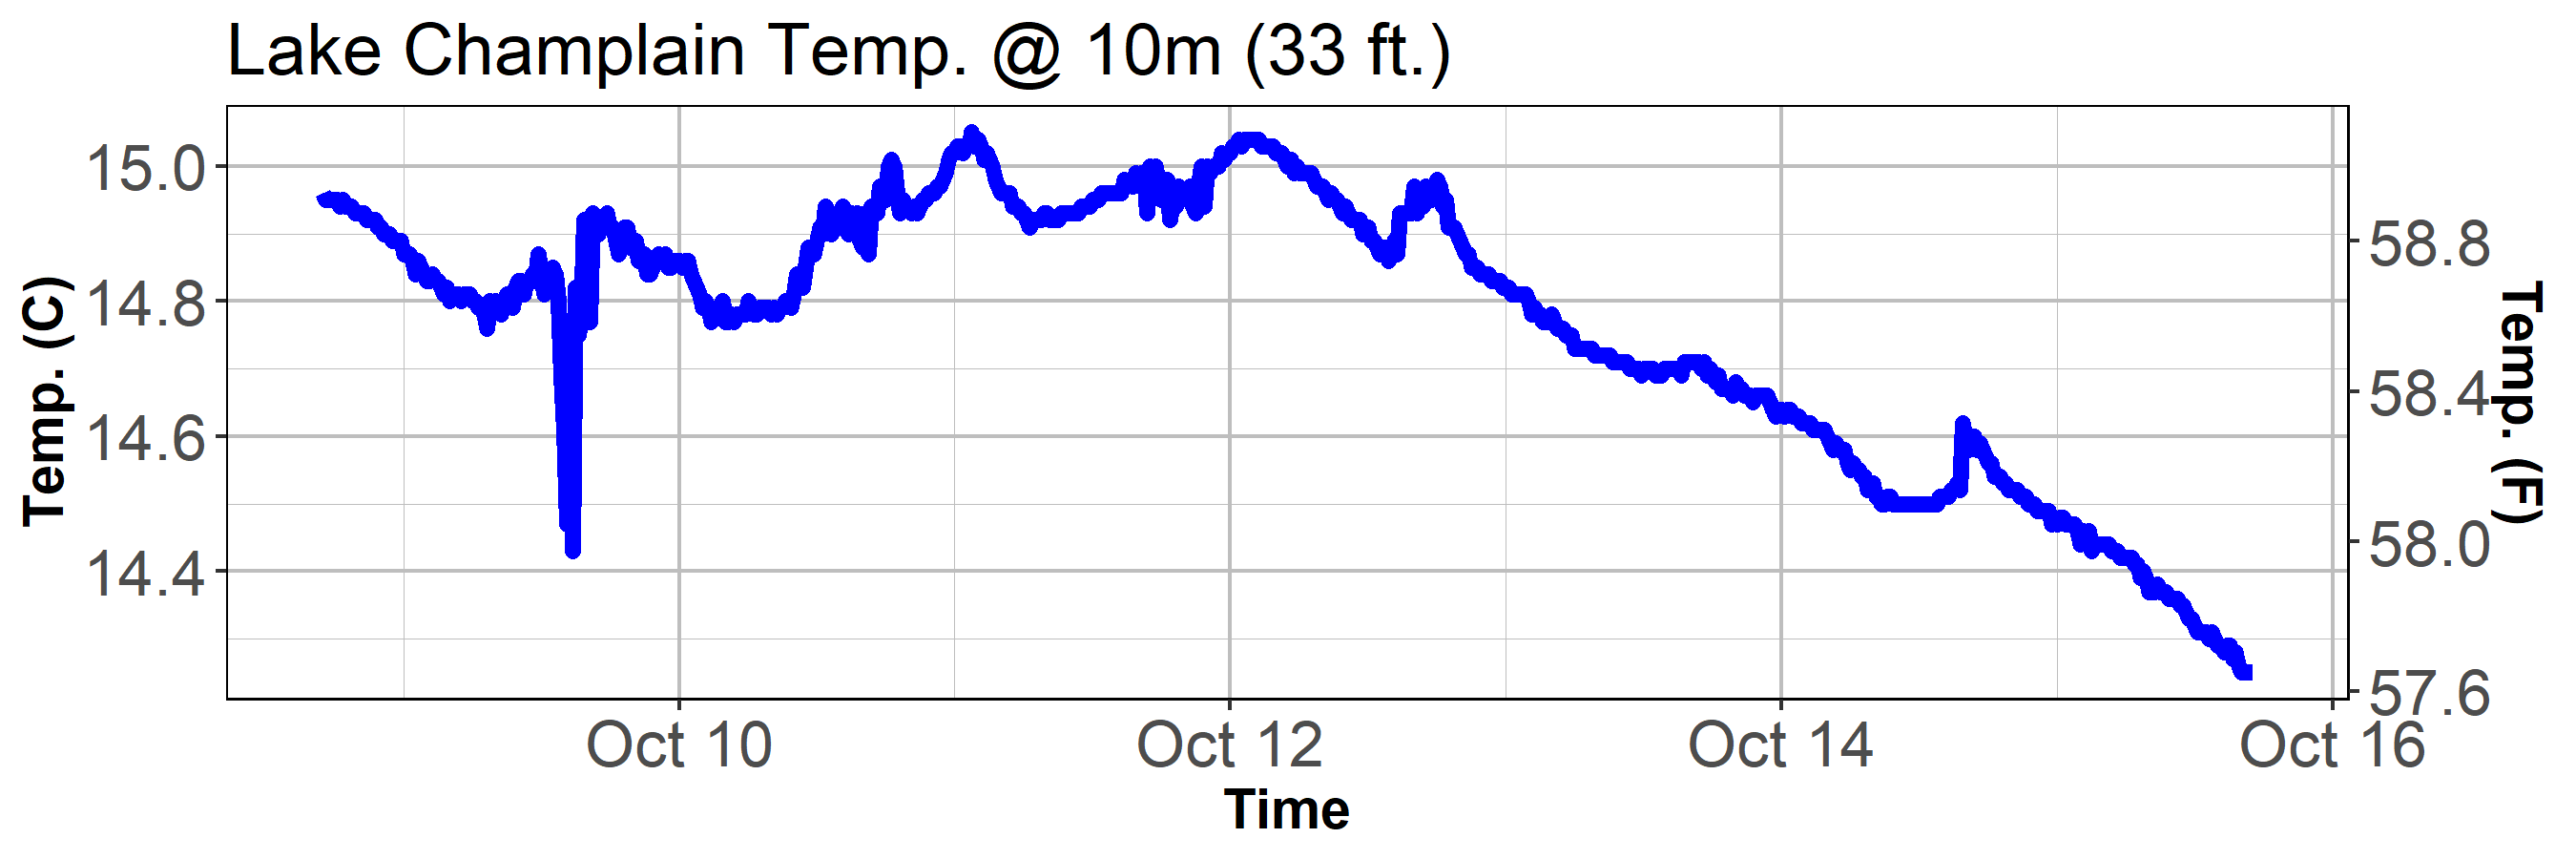 Lake Champlain Temp. @ 10m (33 ft.)
Temp. (C)
15.0
14.8
14.6
14.4
58.8
58.4
58.0
57.6
Temp. (F)
Oct 10
Oct 12
Oct 14
Oct 16
Time